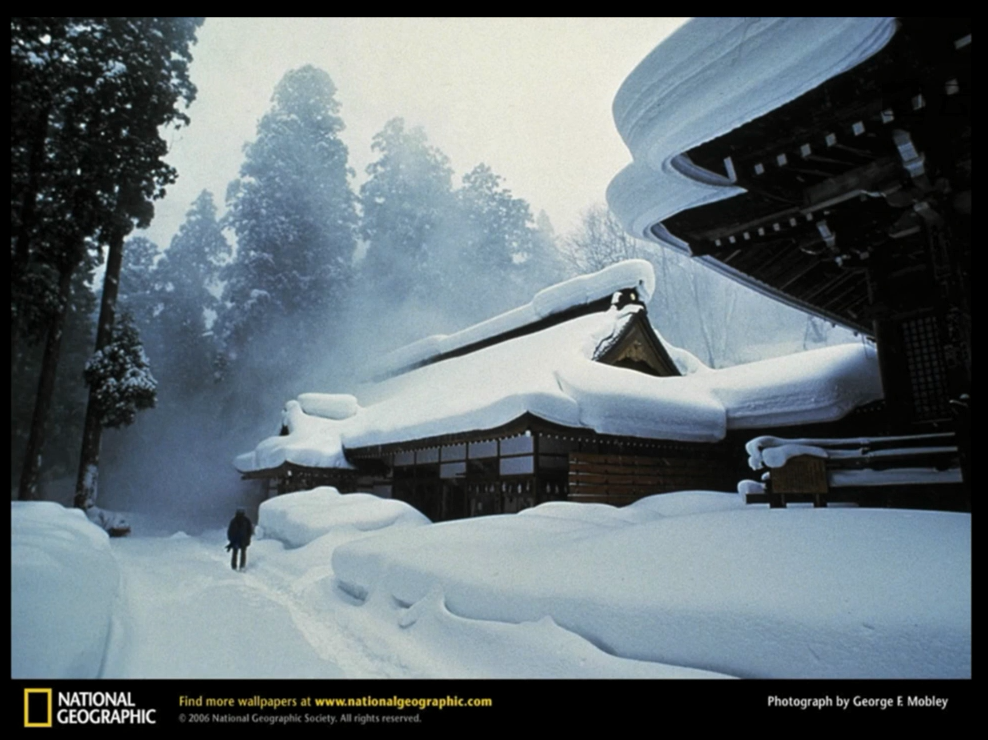 NATIONAL
GEOGRAPHIC
Find more wallpapers at www.nationalgeographic.com
© 2006 National Geographic Society. All rights reserved.
Photograph by George F. Mobley